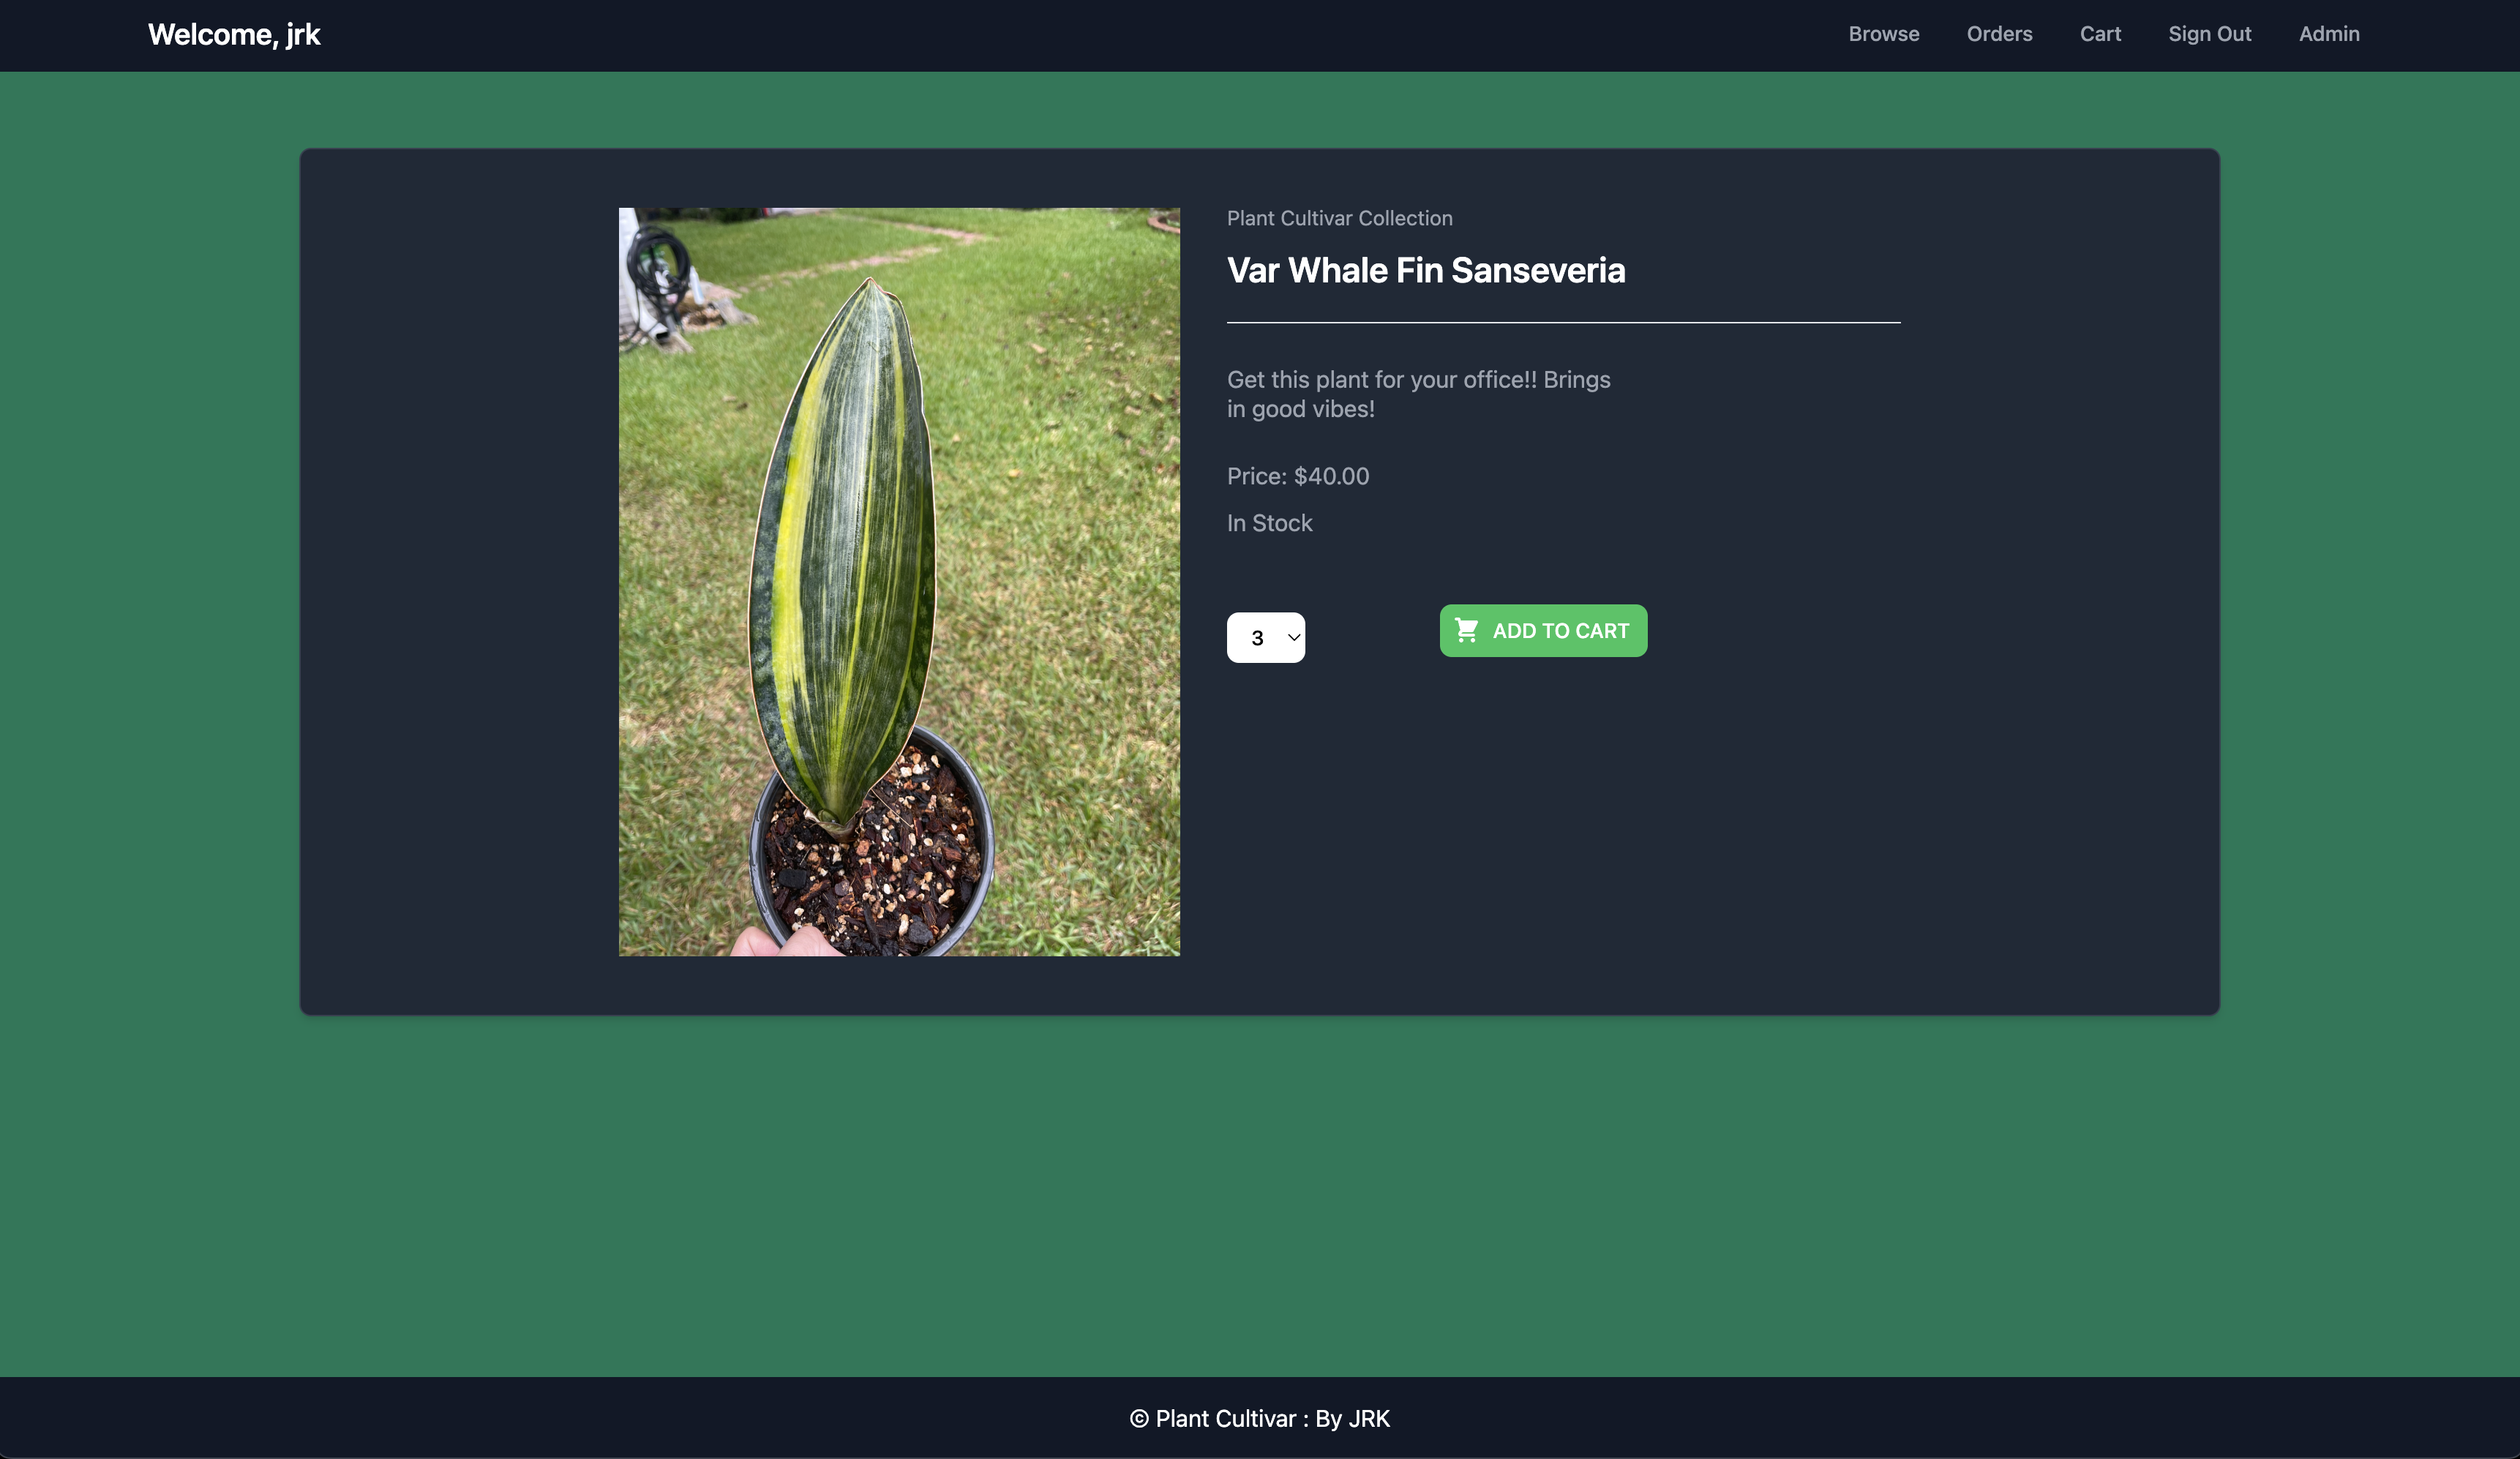 Welcome, jrk
Browse Orders Cart Sign Out Admin
Plant Cultivar Collection
Var Whale Fin Sanseveria
Get this plant for your office!! Brings
in good vibes!
Price: $40.00
In Stock
3 ADD TO CART
© Plant Cultivar : By JRK